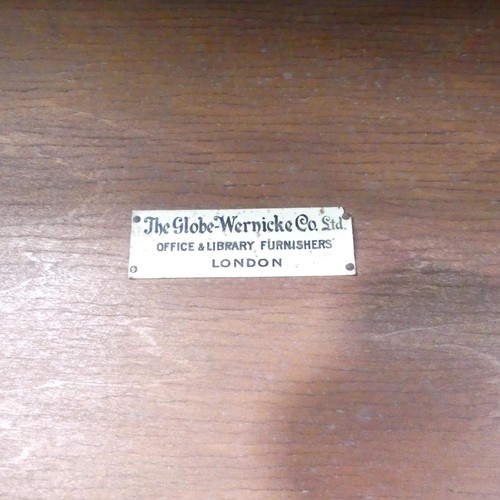 The Globe-Wernicke Co. Ltd.
OFFICE & LIBRARY FURNISHERS
LONDON